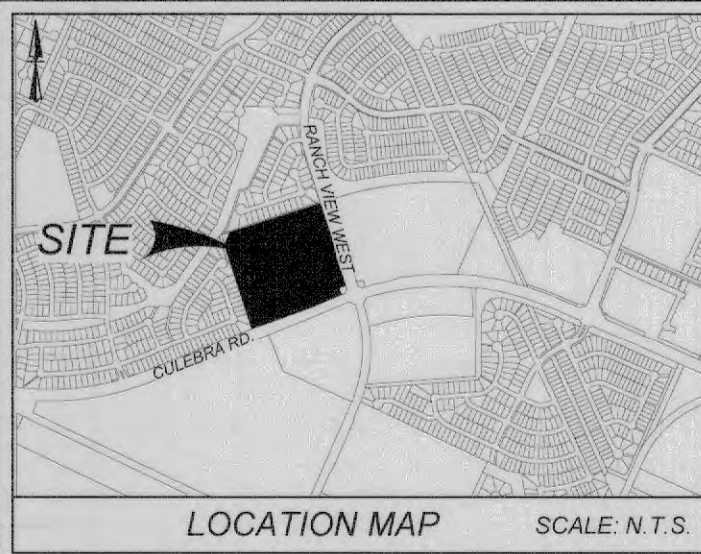 RANCH VIEW WEST
SITE
CULEBRA RD.
LOCATION MAP
SCALE: N.T.S.